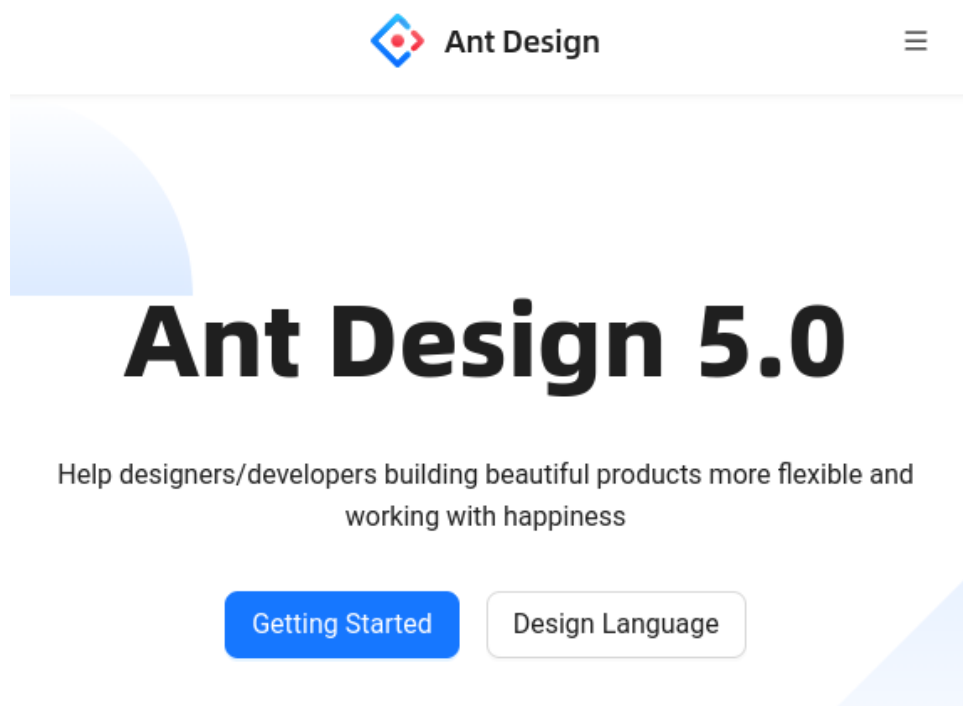 Ant Design
Ant Design 5.0
Help designers/developers building beautiful products more flexible and
working with happiness
Getting Started
Design Language